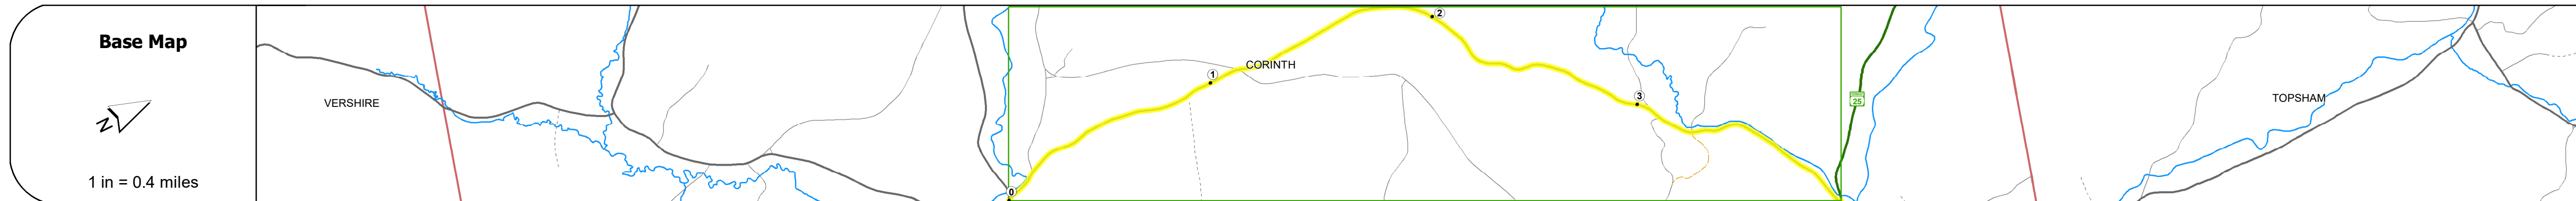 Base Map
N
1 in = 0.4 miles
VERSHIRE
0
1
CORINTH
2
3
25
TOPSHAM